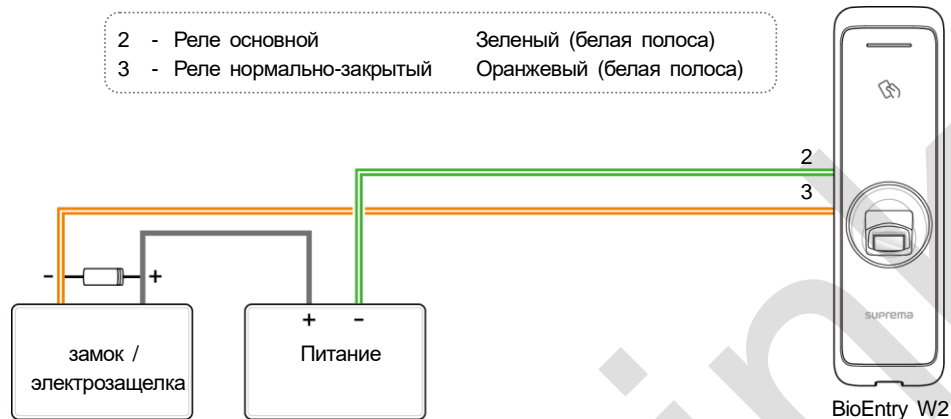 2 - Реле основной Зеленый (белая полоса)
3 - Реле нормально-закрытый Оранжевый (белая полоса)
2
3
- +
+ -
замок /
электрозащелка
Питание
suprema
BioEntry W2